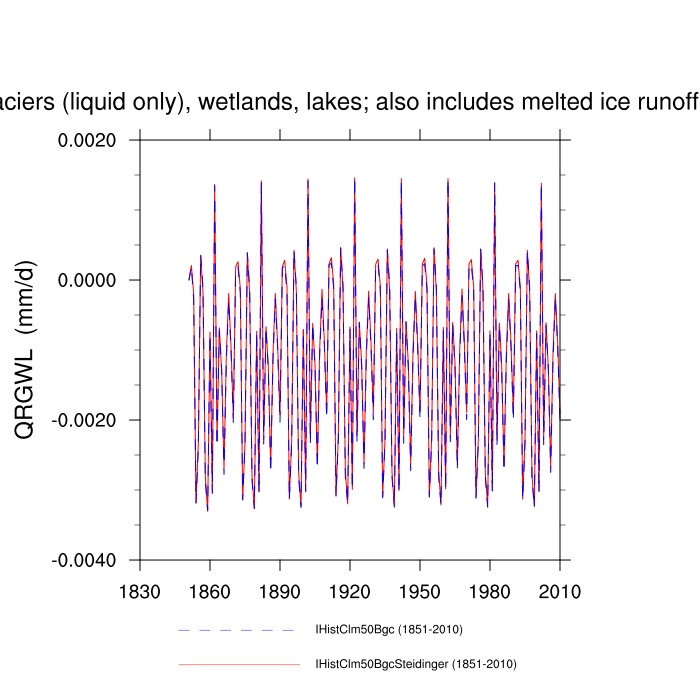 aciers (liquid only), wetlands, lakes; also includes melted ice runoff
0.0020
0.0000
-0.0020
-0.0040
QRGWL (mm/d)
1830 1860 1890 1920 1950 1980 2010
IHistClm50Bgc (1851-2010)
IHistClm50BgcSteidinger (1851-2010)